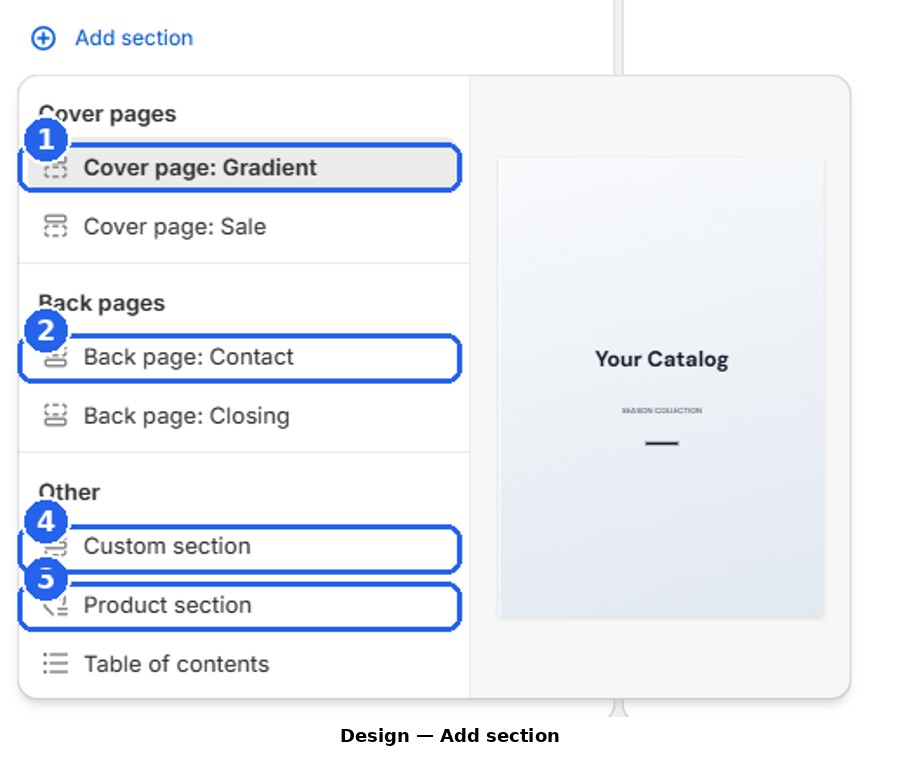 Add section
Cover pages
1
Cover page: Gradient
Cover page: Sale
Back pages
2
Back page: Contact
Back page: Closing
Other
4
Custom section
5
Product section
Table of contents
Your Catalog
SEASON COLLECTION
Design — Add section